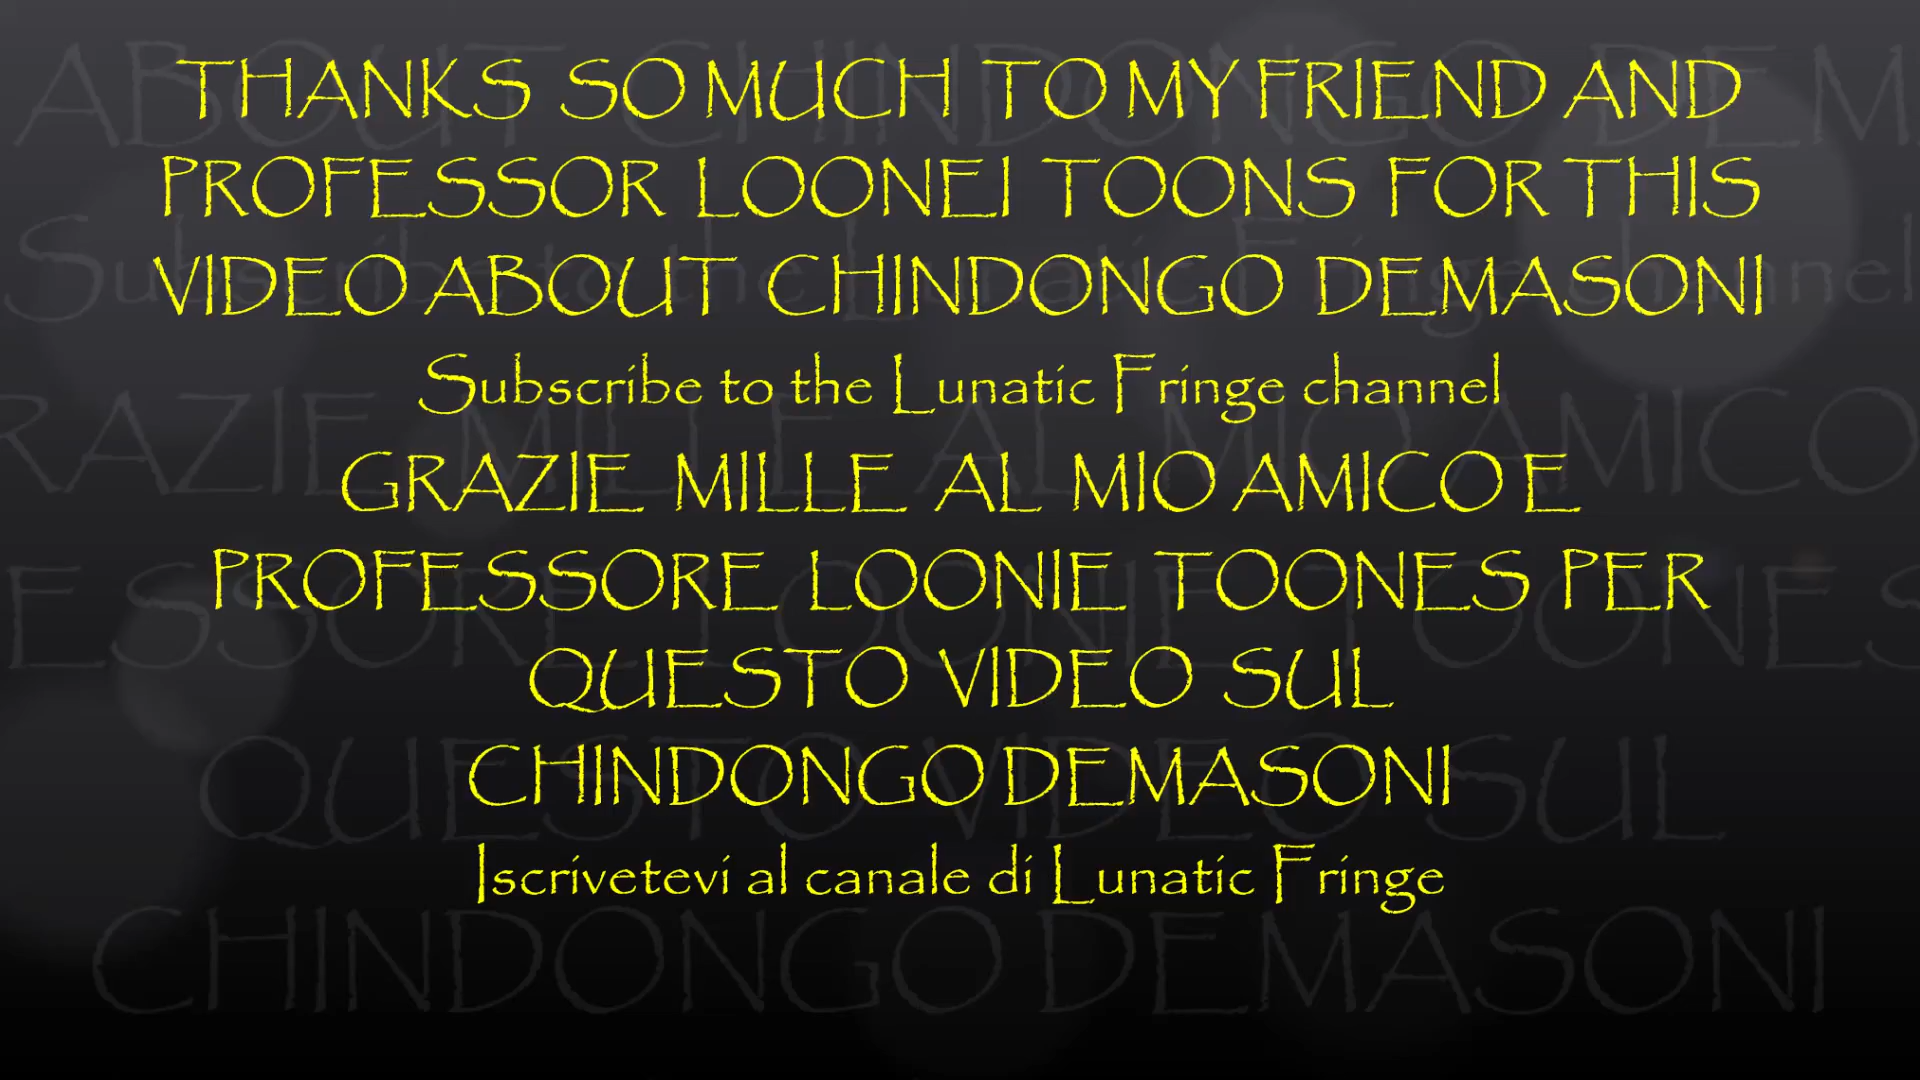 THANKS SO MUCH TO MY FRIEND AND
PROFESSOR LOONEI TOONS FOR THIS
VIDEO ABOUT CHINDONGO DEMASONI
Subscribe to the Lunatic Fringe channel
GRAZIE MILLE AL MIO AMICO E
PROFESSORE LOONIE TOONES PER
QUESTO VIDEO SUL
CHINDONGO DEMASONI
Iscrivetevi al canale di Lunatic Fringe